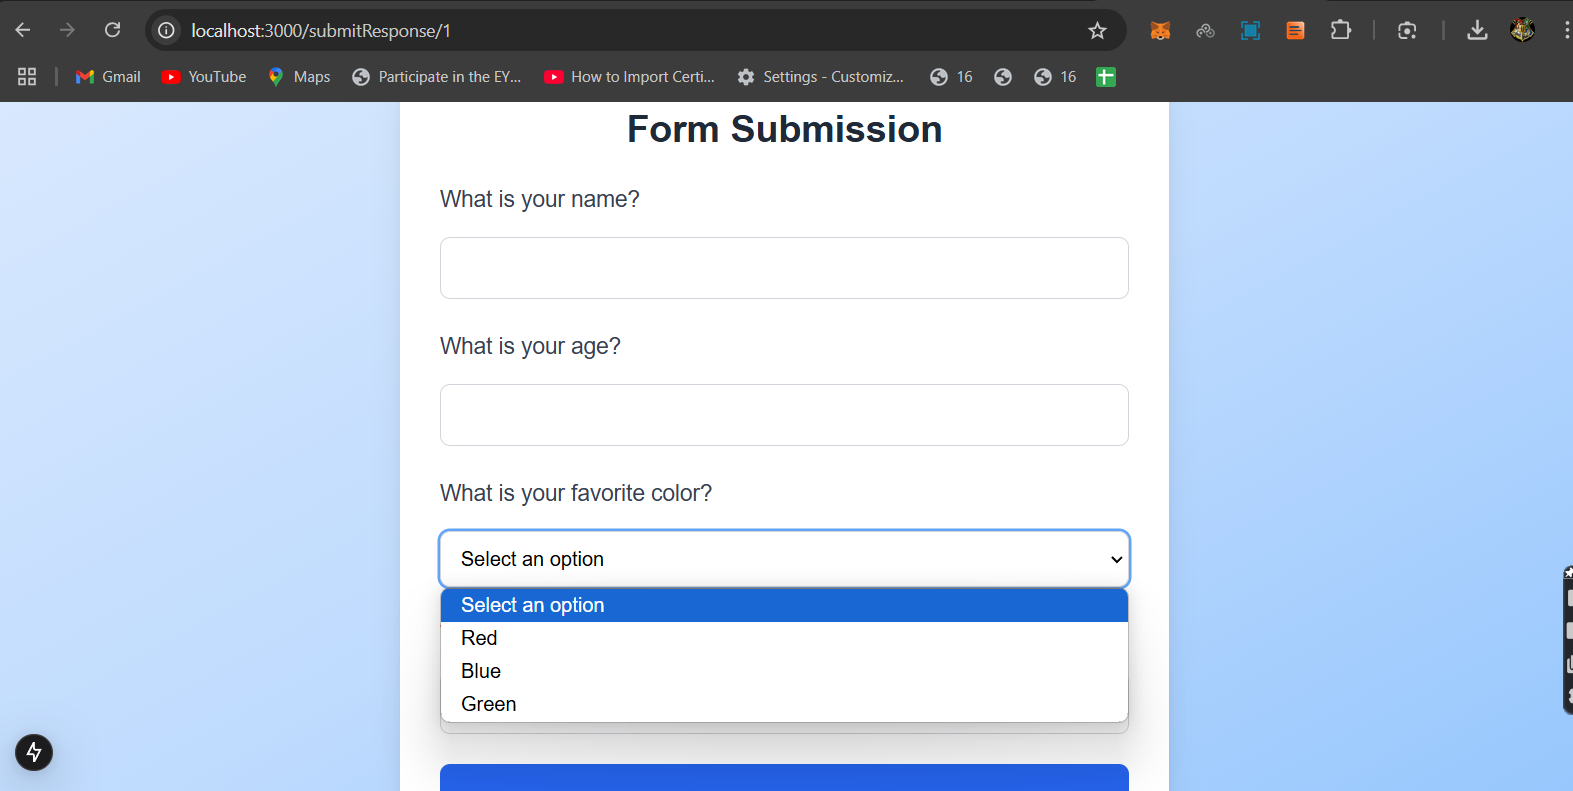 localhost:3000/submitResponse/1
Gmail YouTube Maps Participate in the EY... How to Import Certi... Settings - Customiz... 16 16
Form Submission
What is your name?
What is your age?
What is your favorite color?
Select an option
Select an option
Red
Blue
Green